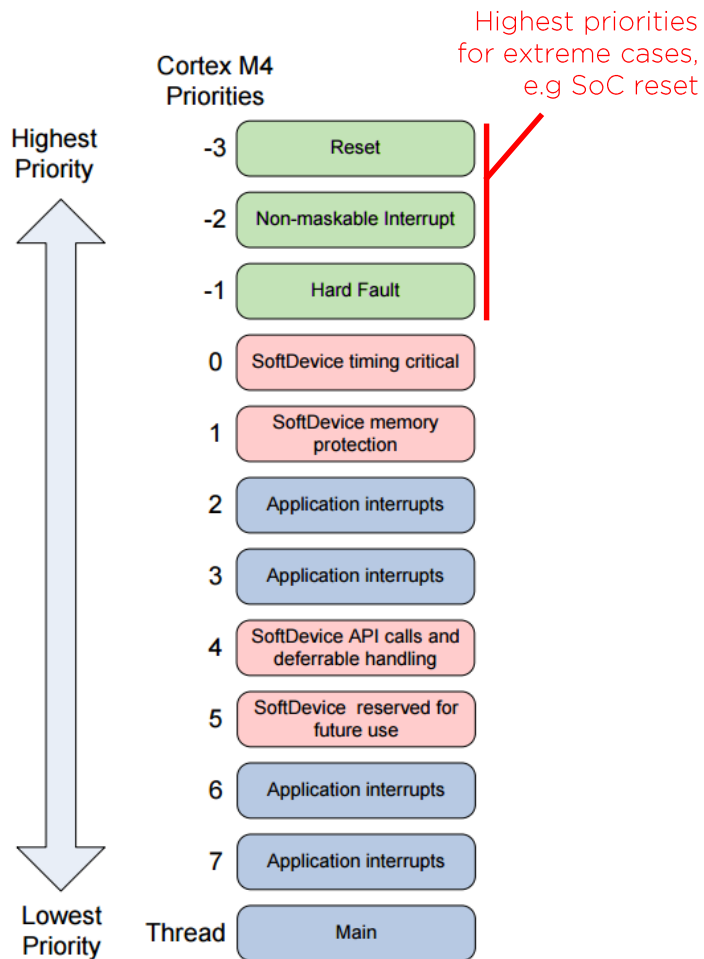 Highest priorities
for extreme cases,
e.g SoC reset
Cortex M4
Priorities
Highest
Priority
-3
Reset
-2
Non-maskable Interrupt
-1
Hard Fault
0
SoftDevice timing critical
1
SoftDevice memory
protection
2
Application interrupts
3
Application interrupts
4
SoftDevice API calls and
deferrable handling
5
SoftDevice reserved for
future use
6
Application interrupts
7
Application interrupts
Lowest
Priority
Thread
Main